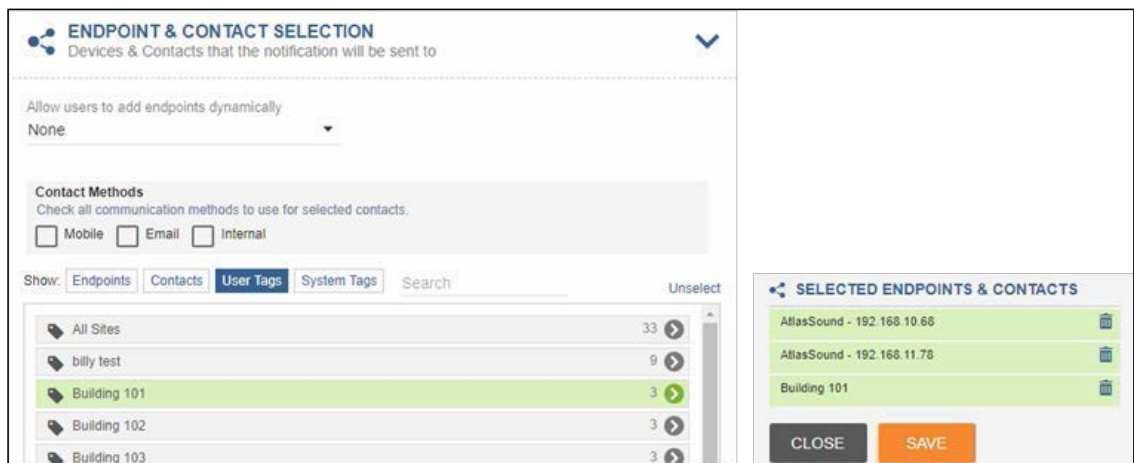 ENDPOINT & CONTACT SELECTION
Devices & Contacts that the notification will be sent to
Allow users to add endpoints dynamically
None
Contact Methods
Check all communication methods to use for selected contacts.
Mobile Email Internal
Show: Endpoints Contacts User Tags System Tags Search Unselect
All Sites 33
billy test 9
Building 101 3
Building 102 3
Building 103 3
SELECTED ENDPOINTS & CONTACTS
AtlasSound - 192.168.10.68
AtlasSound - 192.168.11.78
Building 101
CLOSE SAVE